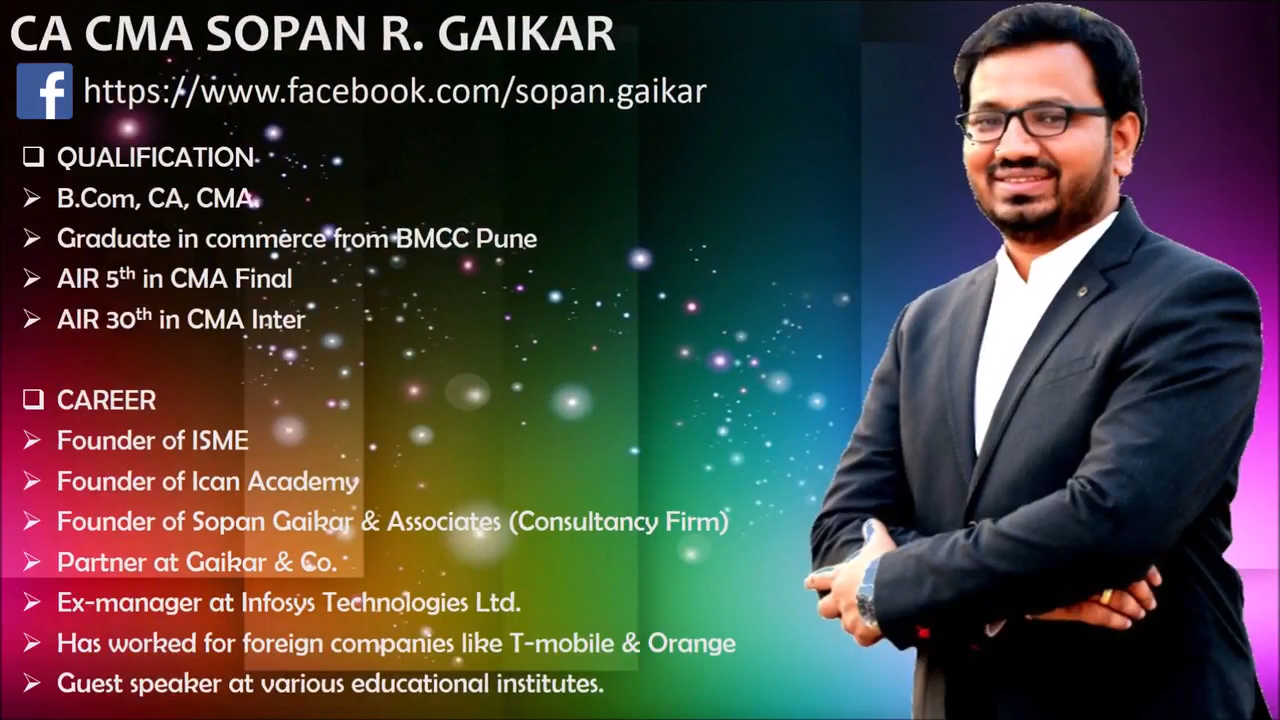 CA CMA SOPAN R. GAIKAR
f https://www.facebook.com/sopan.gaikar
QUALIFICATION
B.Com, CA, CMA.
Graduate in commerce from BMCC Pune
AIR 5th in CMA Final
AIR 30th in CMA Inter
CAREER
Founder of ISME
Founder of Ican Academy
Founder of Sopan Gaikar & Associates (Consultancy Firm)
Partner at Gaikar & Co.
Ex-manager at Infosys Technologies Ltd.
Has worked for foreign companies like T-mobile & Orange
Guest speaker at various educational institutes.